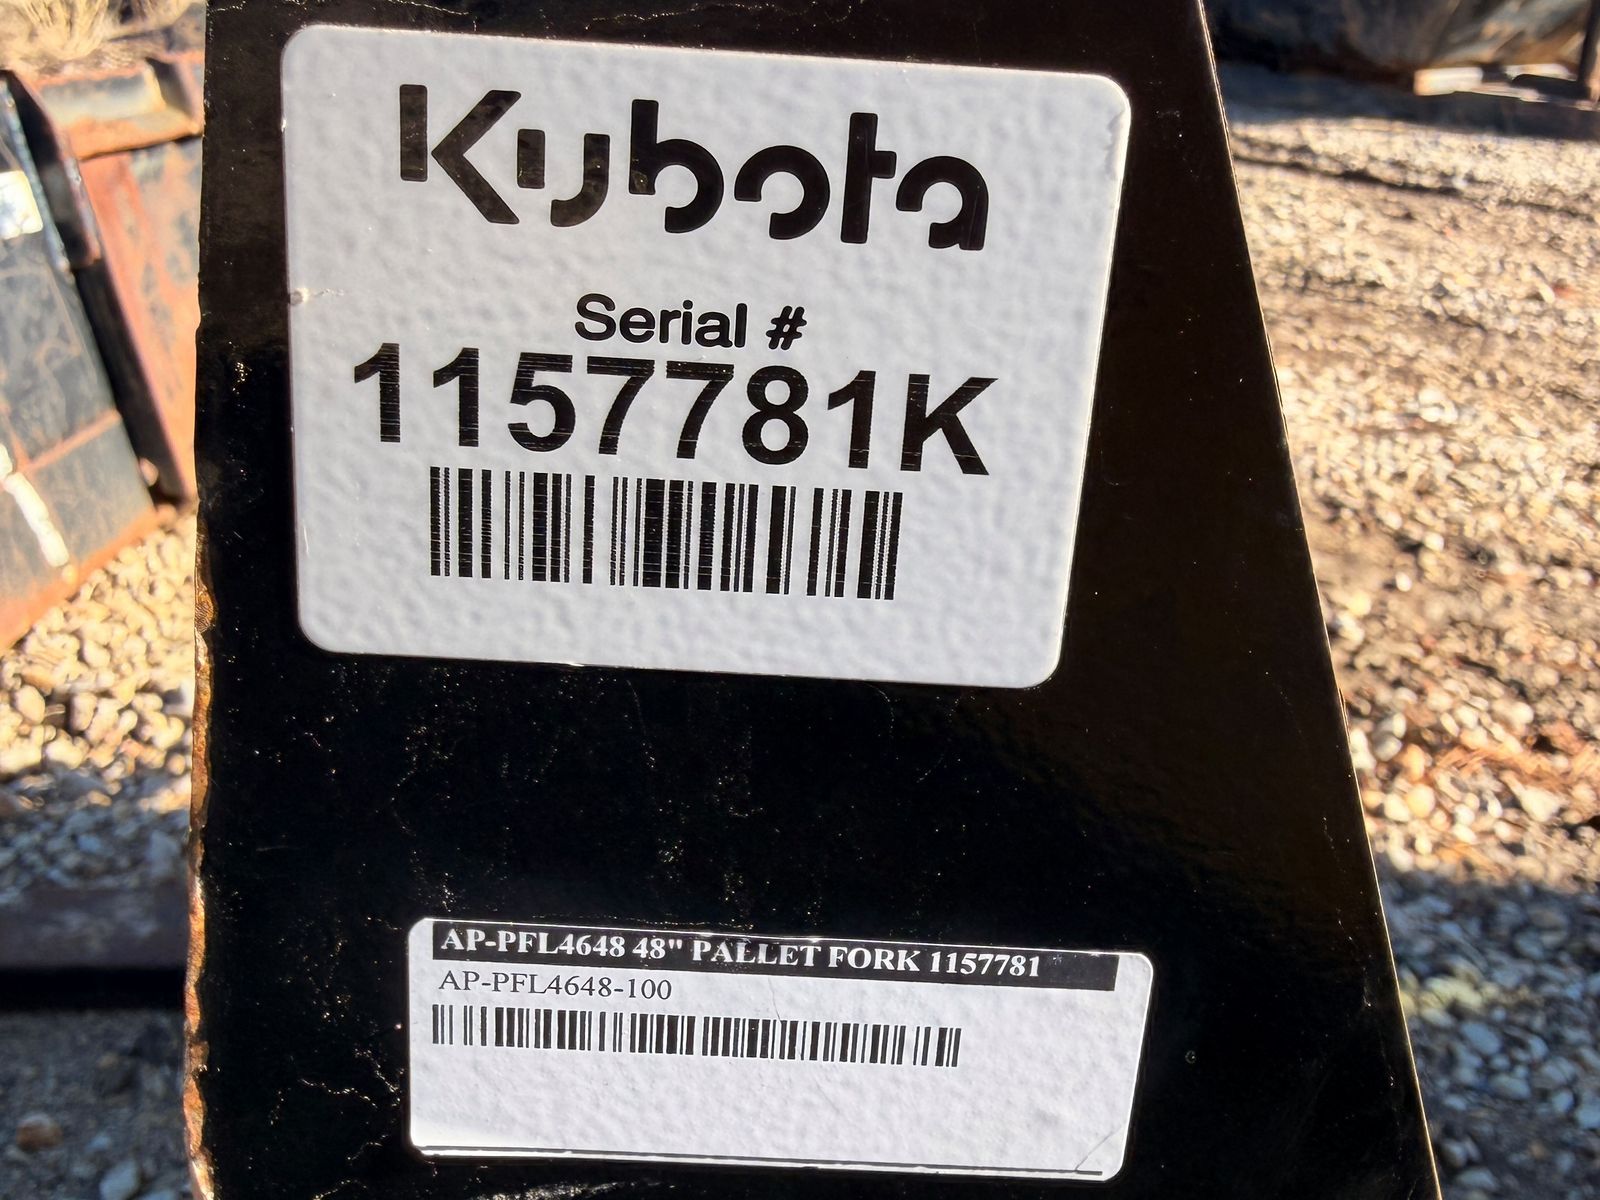 Kubota
Serial #
1157781K
AP-PFL4648 48" PALLET FORK 1157781
AP-PFL4648-100